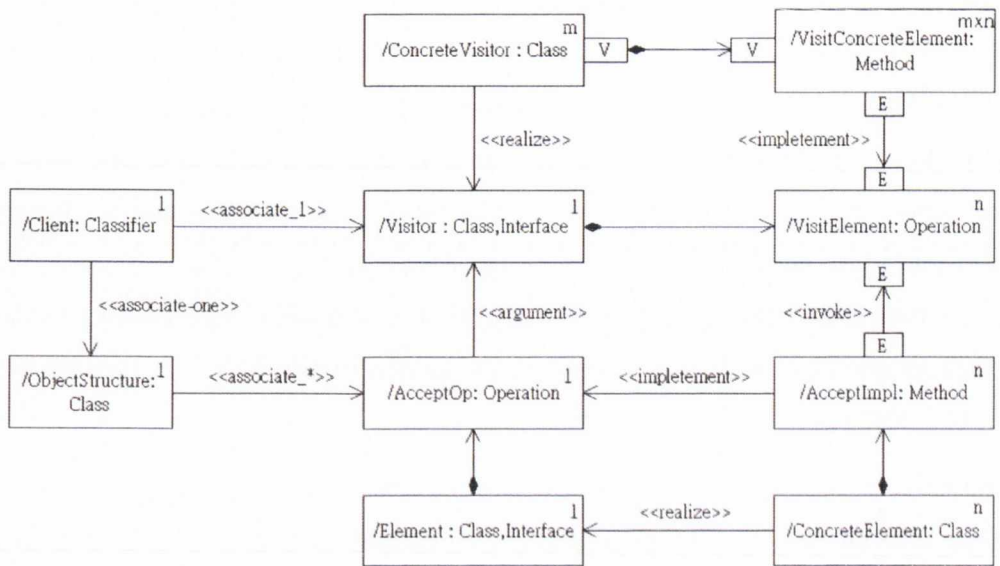 m
/ConcreteVisitor : Class
V
V
mxn
/VisitConcreteElement:
Method
E
<<realize>>
<<impletement>>
E
1
/Client: Classifier
<<associate_1>>
1
/Visitor : Class,Interface
n
/VisitElement: Operation
E
<<associate-one>>
<<argument>>
<<invoke>>
E
1
/ObjectStructure:
Class
<<associate_*>>
1
/AcceptOp: Operation
<<impletement>>
n
/AcceptImpl: Method
1
/Element : Class,Interface
<<realize>>
n
/ConcreteElement: Class